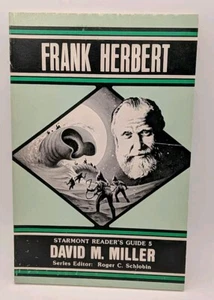 FRANK HERBERT
STARMONT READER'S GUIDE 5
DAVID M. MILLER
Series Editor: Roger C. Schlobin